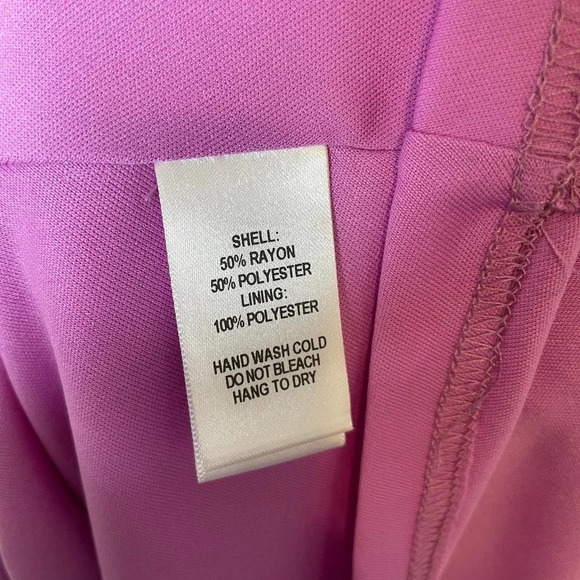 SHELL:
50% RAYON
50% POLYESTER
LINING:
100% POLYESTER
HAND WASH COLD
DO NOT BLEACH
HANG TO DRY